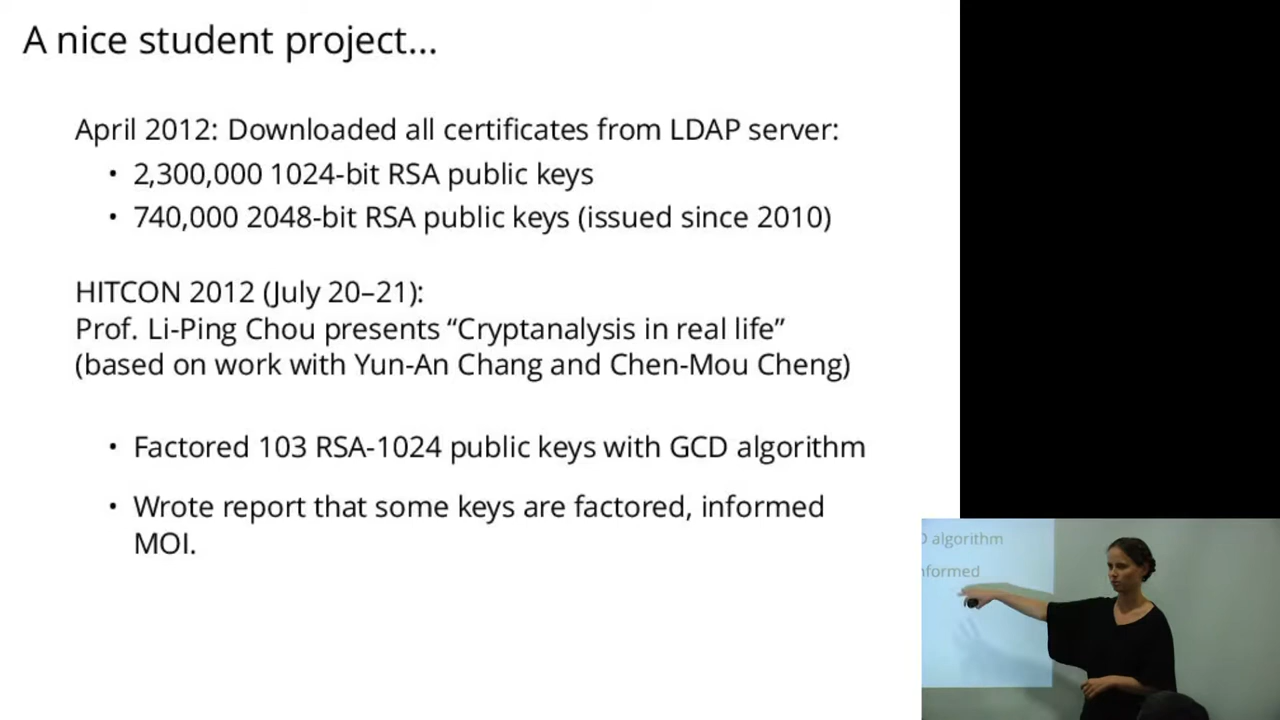 A nice student project...
April 2012: Downloaded all certificates from LDAP server:
• 2,300,000 1024-bit RSA public keys
• 740,000 2048-bit RSA public keys (issued since 2010)
HITCON 2012 (July 20–21):
Prof. Li-Ping Chou presents “Cryptanalysis in real life”
(based on work with Yun-An Chang and Chen-Mou Cheng)
• Factored 103 RSA-1024 public keys with GCD algorithm
• Wrote report that some keys are factored, informed
MOI.
D algorithm
nformed